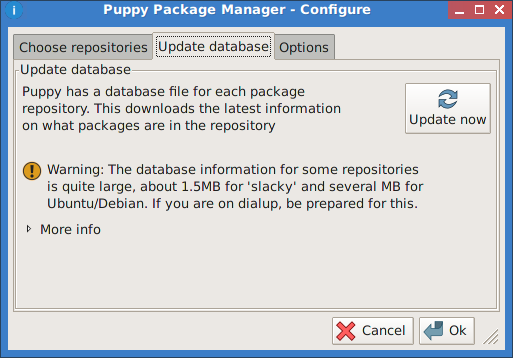 Puppy Package Manager - Configure
Choose repositories Update database Options
Update database
Puppy has a database file for each package
repository. This downloads the latest information
on what packages are in the repository
Update now
Warning: The database information for some repositories
is quite large, about 1.5MB for 'slacky' and several MB for
Ubuntu/Debian. If you are on dialup, be prepared for this.
More info
Cancel Ok